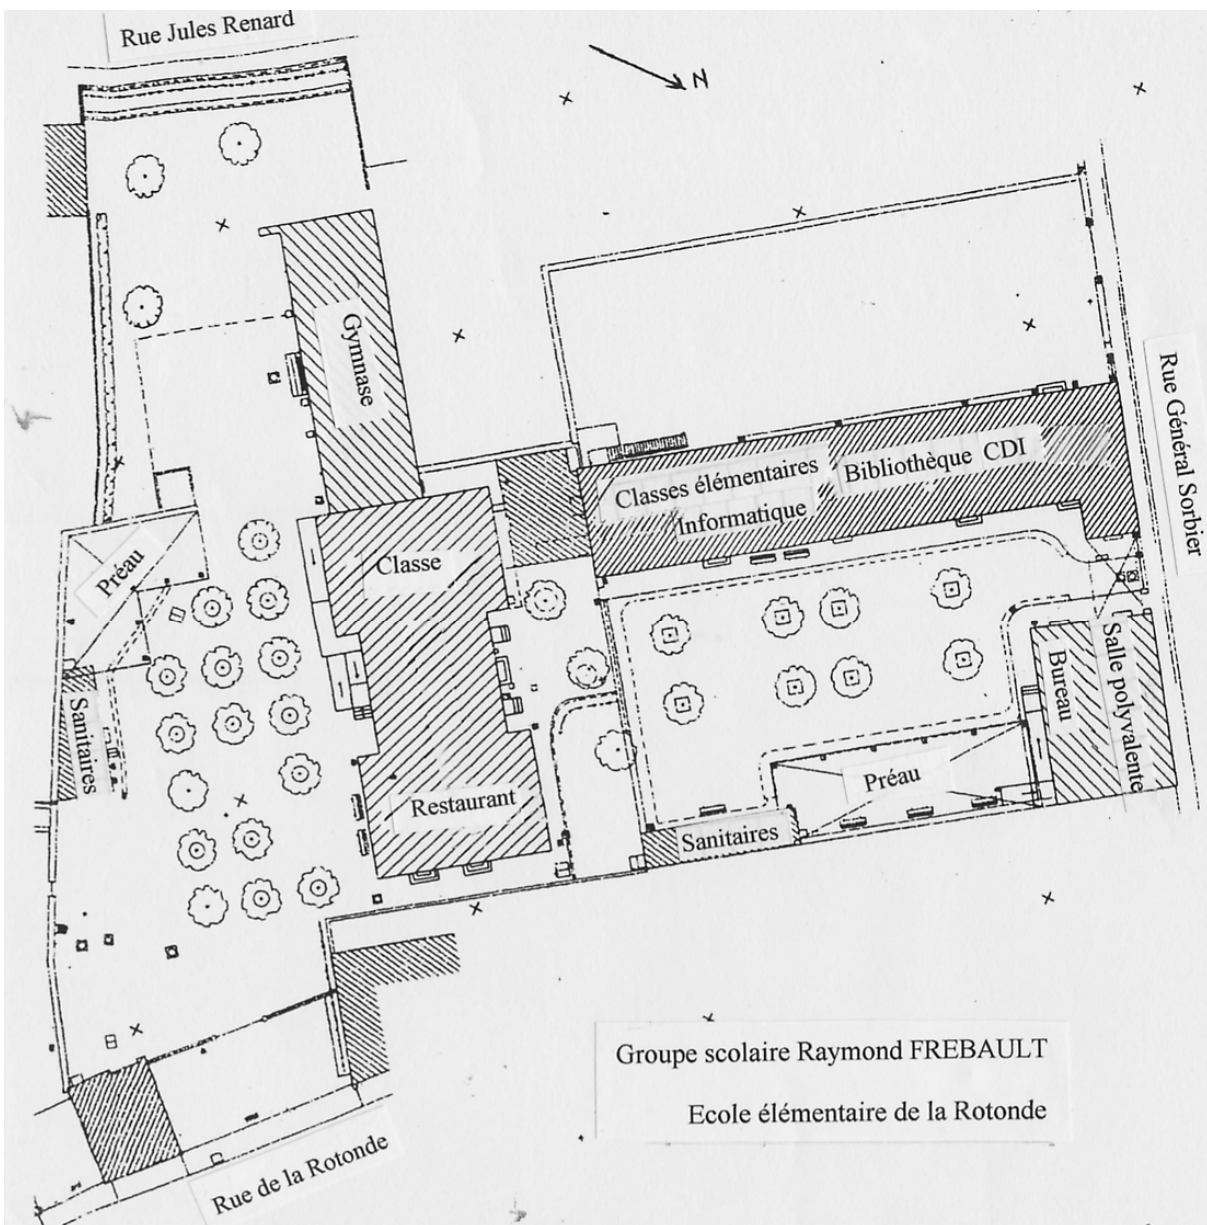 Rue Jules Renard
N
Gymnase
Rue Général Sorbier
Classes élémentaires
Bibliothèque CDI
Informatique
Classe
Préau
Sanitaires
Bureau
Salle polyvalente
Préau
Restaurant
Sanitaires
Groupe scolaire Raymond FREBAULT
Ecole élémentaire de la Rotonde
Rue de la Rotonde